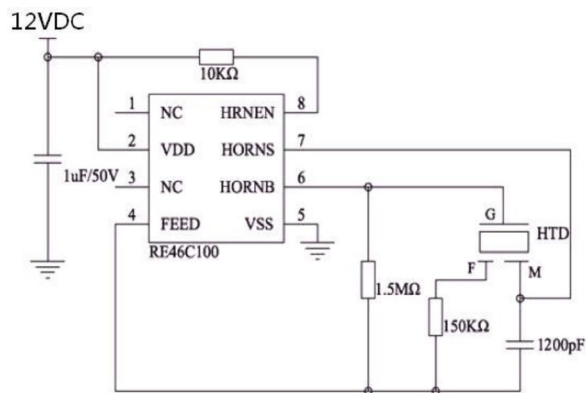 12VDC
10KΩ
1 NC HRNEN 8
2 VDD HORNS 7
1uF/50V 3 NC HORNB 6
4 FEED VSS 5
RE46C100
G HTD
F M
1.5MΩ
150KΩ
1200pF